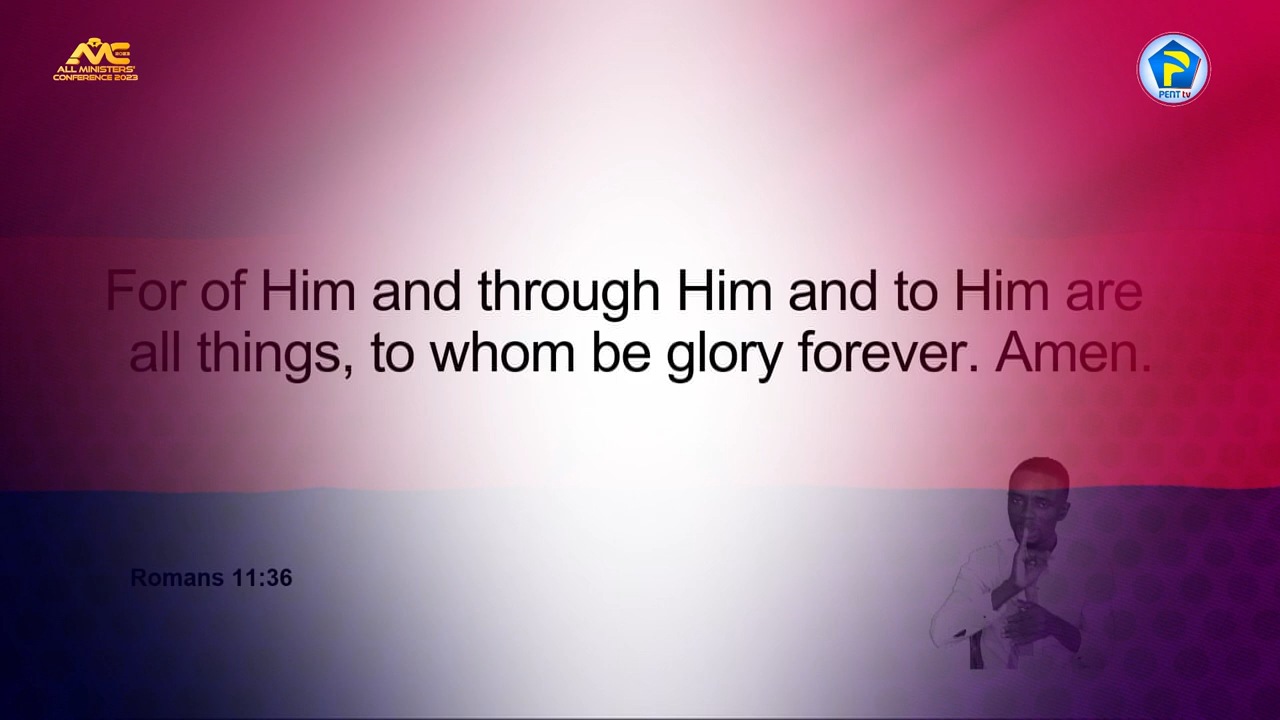 AMC 2023
ALL MINISTERS'
CONFERENCE 2023
PENT tv
For of Him and through Him and to Him are
all things, to whom be glory forever. Amen.
Romans 11:36